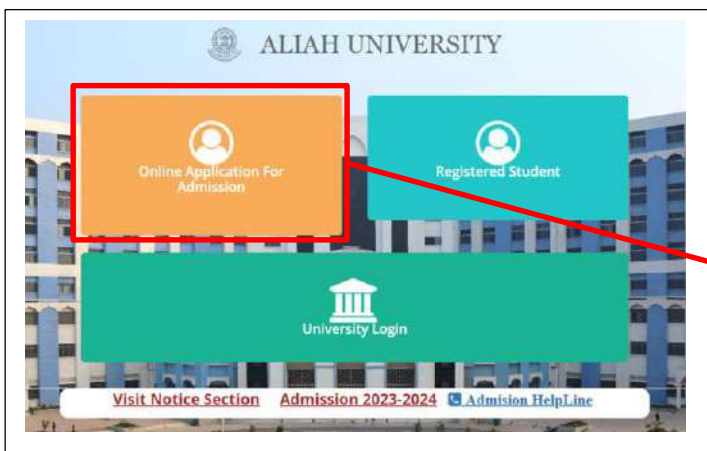 ALIAH UNIVERSITY
Online Application For
Admission
Registered Student
University Login
Visit Notice Section Admission 2023-2024 Admision HelpLine